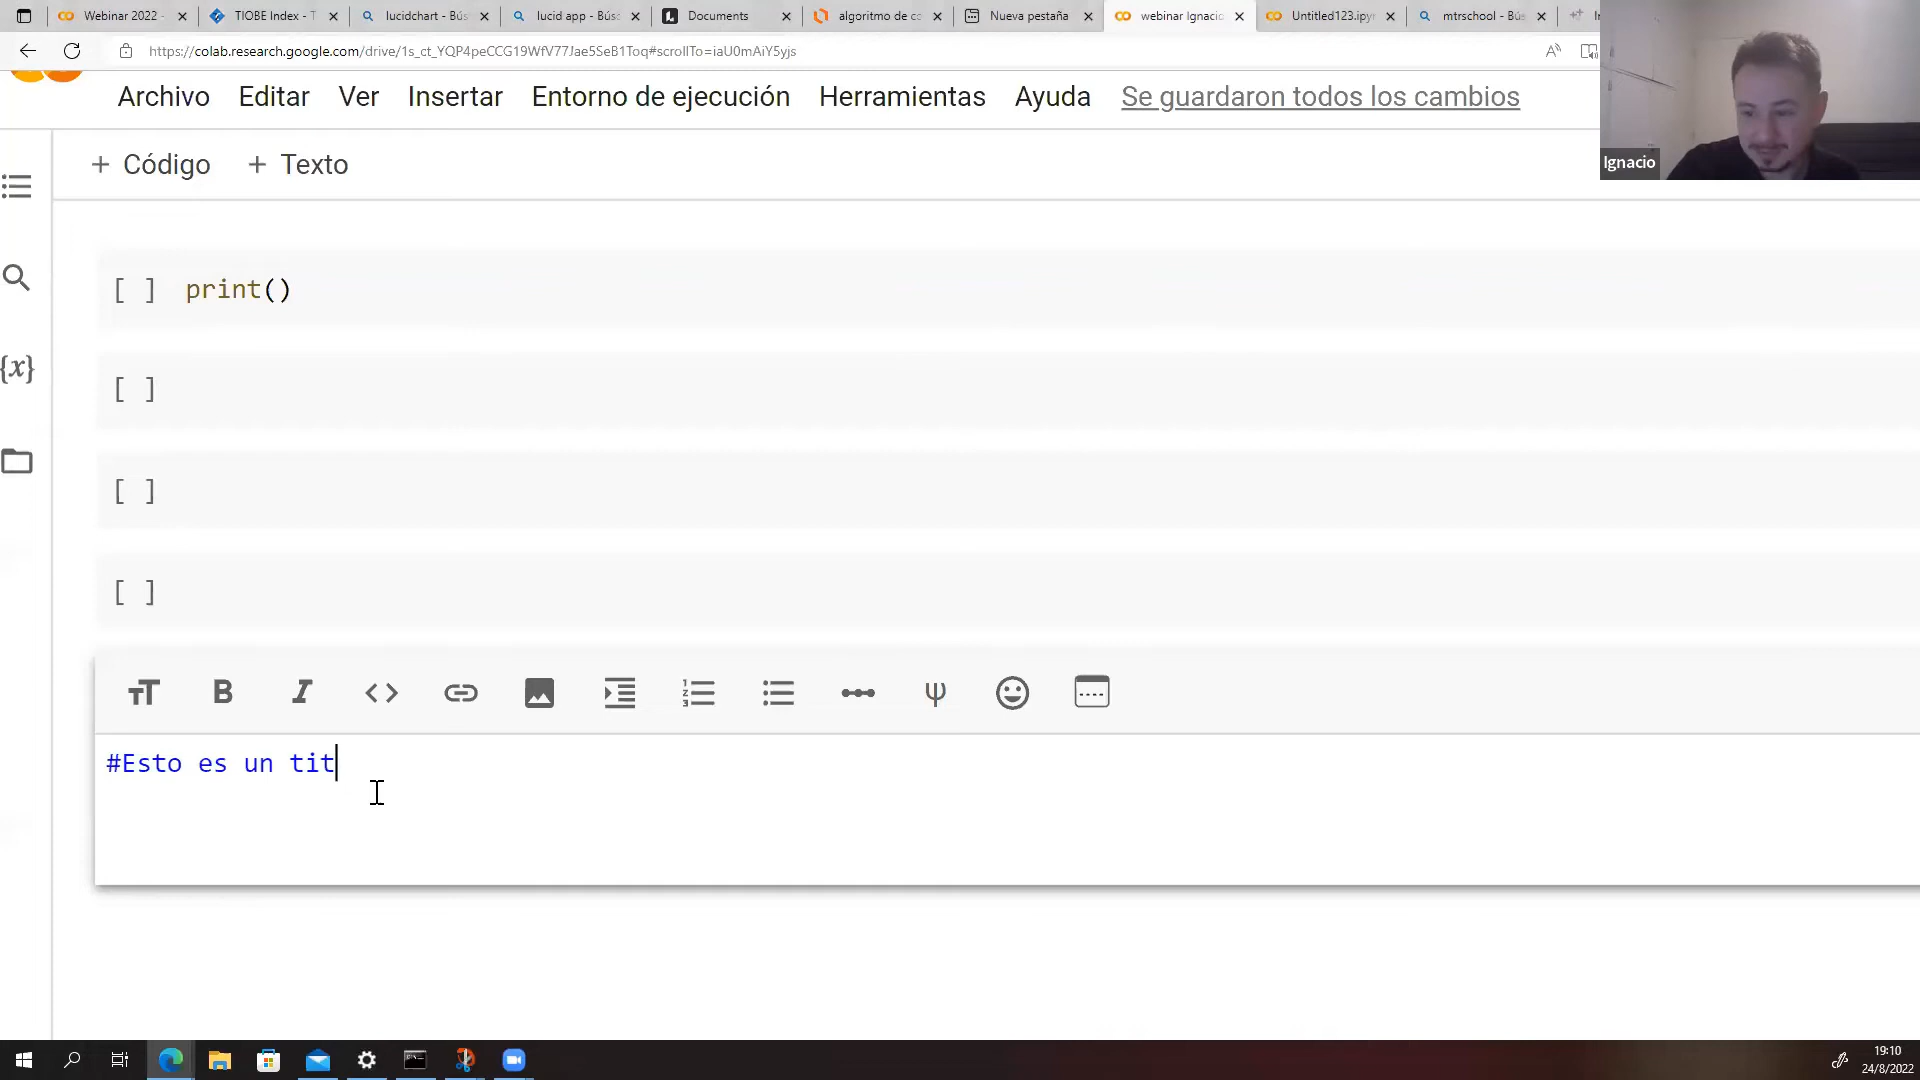 Webinar 2022 -
TIOBE Index - T
lucidchart - Bús
lucid app - Búsc
Documents
algoritmo de co
Nueva pestaña
webinar Ignacio
Untitled123.ipyn
mtrschool - Bús
https://colab.research.google.com/drive/1s_ct_YQP4peCCG19WfV77Jae5SeB1Toq#scrollTo=iaU0mAiY5yjs
Archivo Editar Ver Insertar Entorno de ejecución Herramientas Ayuda Se guardaron todos los cambios
Ignacio
+ Código + Texto
[ ] print()
{x}
[ ]
[ ]
[ ]
#Esto es un tit
19:10
24/8/2022